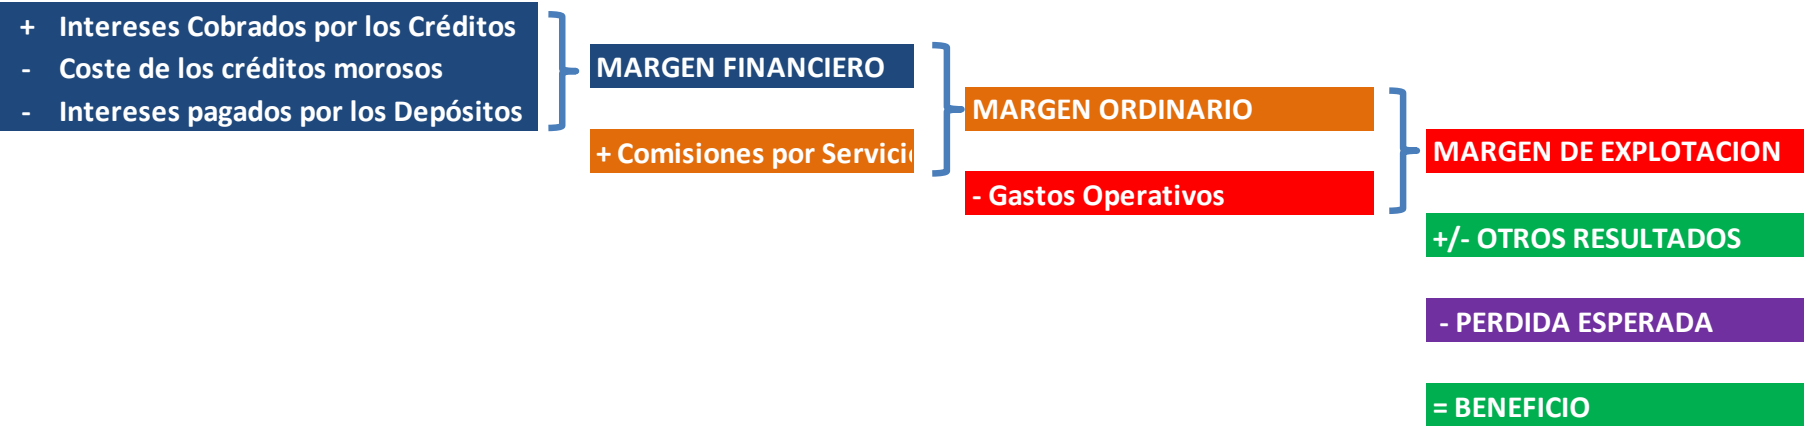 + Intereses Cobrados por los Créditos
- Coste de los créditos morosos
- Intereses pagados por los Depósitos
MARGEN FINANCIERO
+ Comisiones por
MARGEN ORDINARIO
- Gastos Operativos
MARGEN DE EXPLOTACION
+/- OTROS RESULTADOS
- PERDIDA ESPERADA
= BENEFICIO